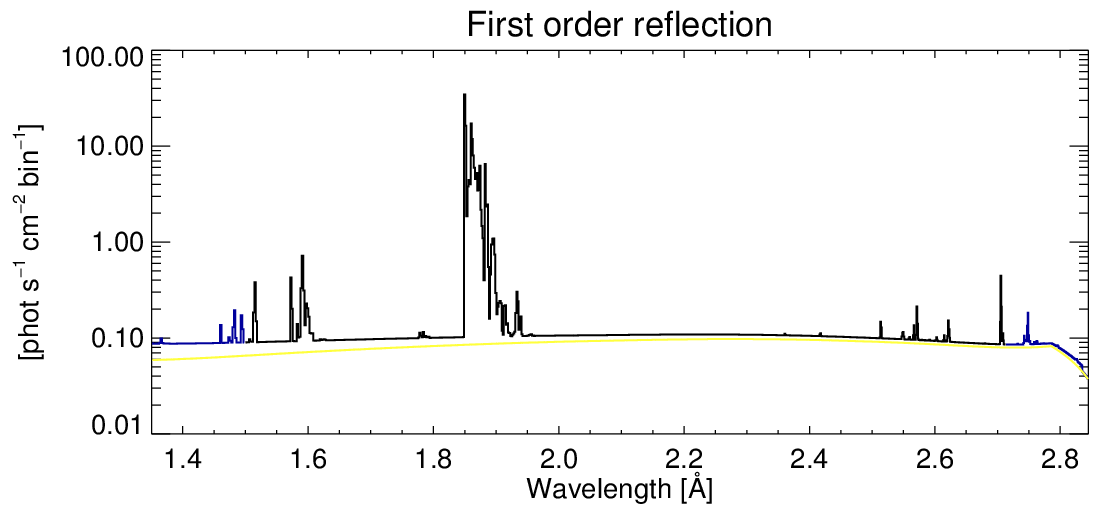 First order reflection
[phot s⁻¹ cm⁻² bin⁻¹]
100.00
10.00
1.00
0.10
0.01
1.4 1.6 1.8 2.0 2.2 2.4 2.6 2.8
Wavelength [Å]